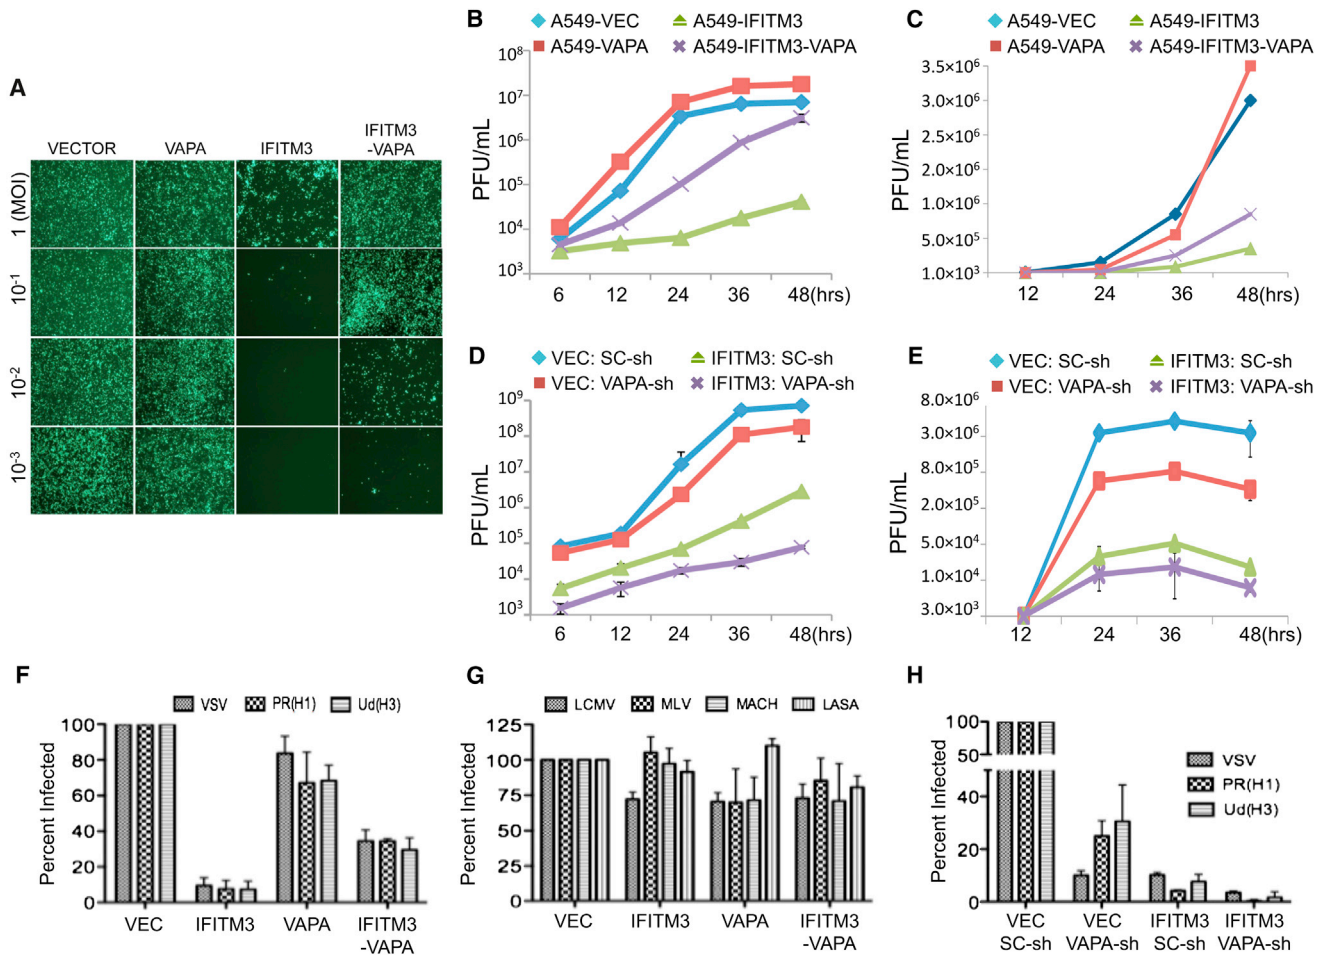 A
VECTOR
VAPA
IFITM3
IFITM3
-VAPA
1 (MOI)
10⁻¹
10⁻²
10⁻³
B
A549-VEC
A549-IFITM3
A549-VAPA
A549-IFITM3-VAPA
PFU/mL
10⁸
10⁷
10⁶
10⁵
10⁴
10³
6
12
24
36
48(hrs)
C
A549-VEC
A549-IFITM3
A549-VAPA
A549-IFITM3-VAPA
PFU/mL
3.5×10⁶
3.0×10⁶
2.5×10⁶
2.0×10⁶
1.0×10⁶
5.0×10⁵
1.0×10³
12
24
36
48(hrs)
D
VEC: SC-sh
IFITM3: SC-sh
VEC: VAPA-sh
IFITM3: VAPA-sh
PFU/mL
10⁹
10⁸
10⁷
10⁶
10⁵
10⁴
10³
6
12
24
36
48(hrs)
E
VEC: SC-sh
IFITM3: SC-sh
VEC: VAPA-sh
IFITM3: VAPA-sh
PFU/mL
8.0×10⁶
3.0×10⁶
8.0×10⁵
2.0×10⁵
5.0×10⁴
1.0×10⁴
3.0×10³
12
24
36
48(hrs)
F
VSV
PR(H1)
Ud(H3)
Percent Infected
100
80
60
40
20
0
VEC
IFITM3
VAPA
IFITM3
-VAPA
G
LCMV
MLV
MACH
LASA
Percent Infected
125
100
75
50
25
0
VEC
IFITM3
VAPA
IFITM3
-VAPA
H
VSV
PR(H1)
Ud(H3)
Percent Infected
100
50
40
20
0
VEC
SC-sh
VEC
VAPA-sh
IFITM3
SC-sh
IFITM3
VAPA-sh